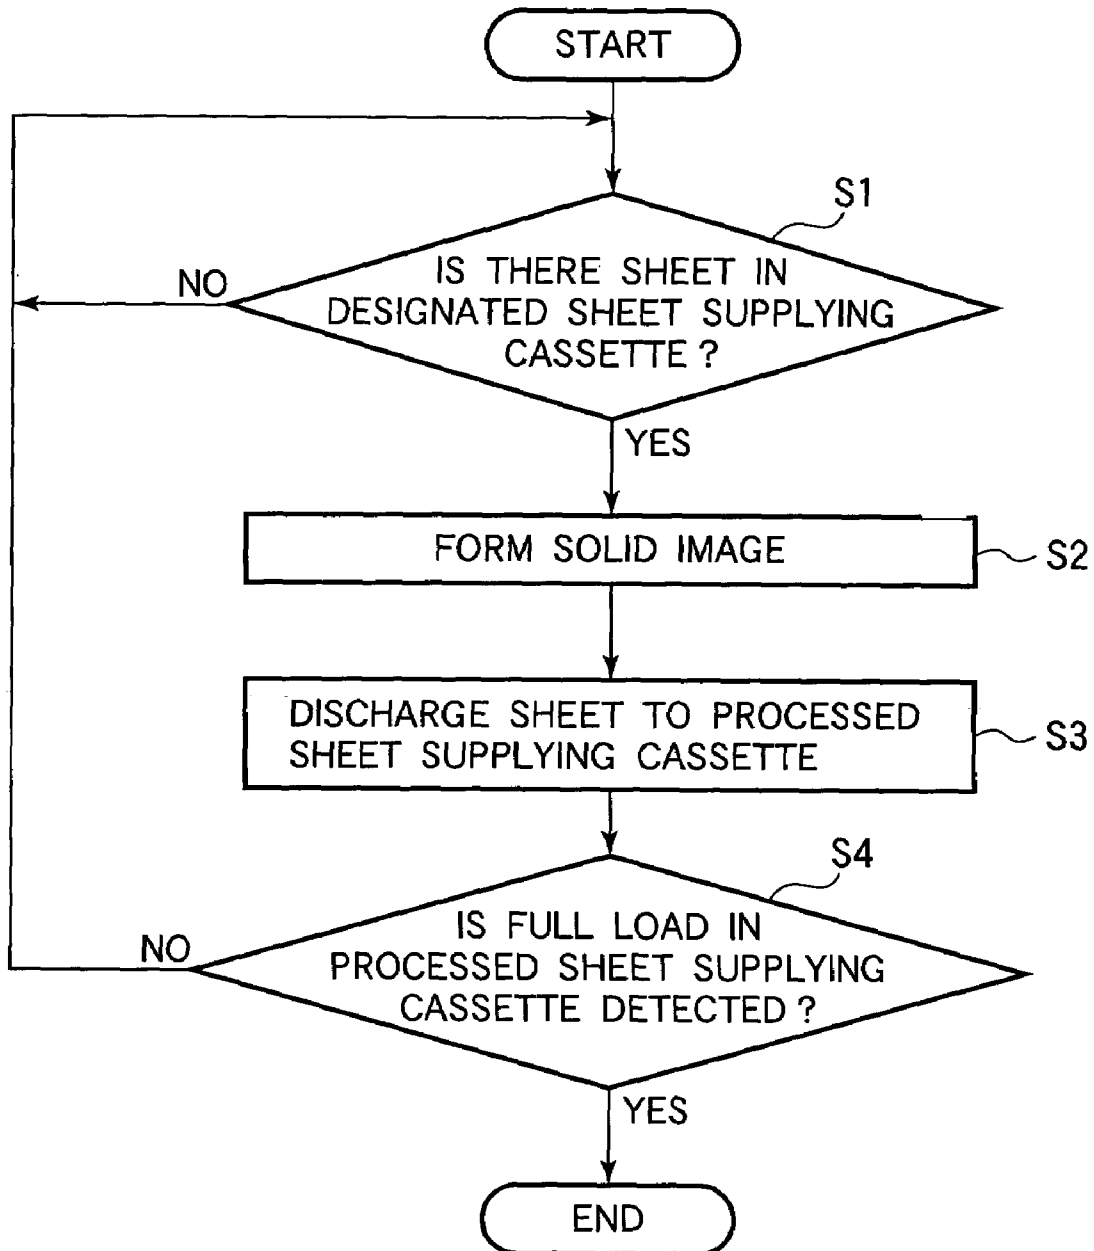 START
S1
NO
IS THERE SHEET IN
DESIGNATED SHEET SUPPLYING
CASSETTE?
YES
FORM SOLID IMAGE
S2
DISCHARGE SHEET TO PROCESSED
SHEET SUPPLYING CASSETTE
S3
S4
NO
IS FULL LOAD IN
PROCESSED SHEET SUPPLYING
CASSETTE DETECTED?
YES
END